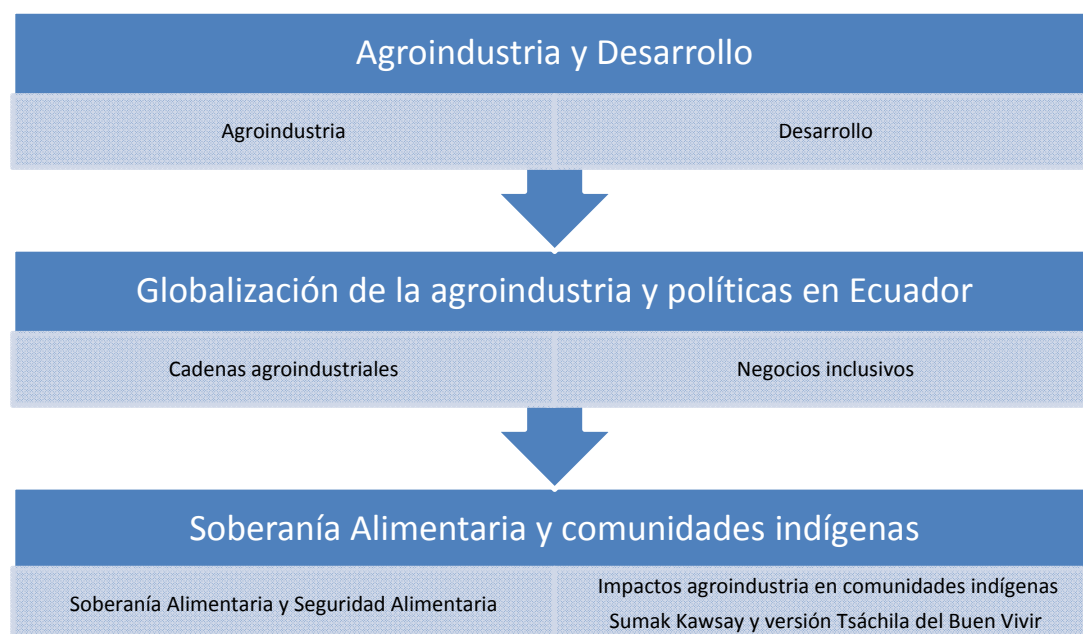 Agroindustria y Desarrollo
Agroindustria
Desarrollo
Globalización de la agroindustria y políticas en Ecuador
Cadenas agroindustriales
Negocios inclusivos
Soberanía Alimentaria y comunidades indígenas
Soberanía Alimentaria y Seguridad Alimentaria
Impactos agroindustria en comunidades indígenas
Sumak Kawsay y versión Tsáchila del Buen Vivir